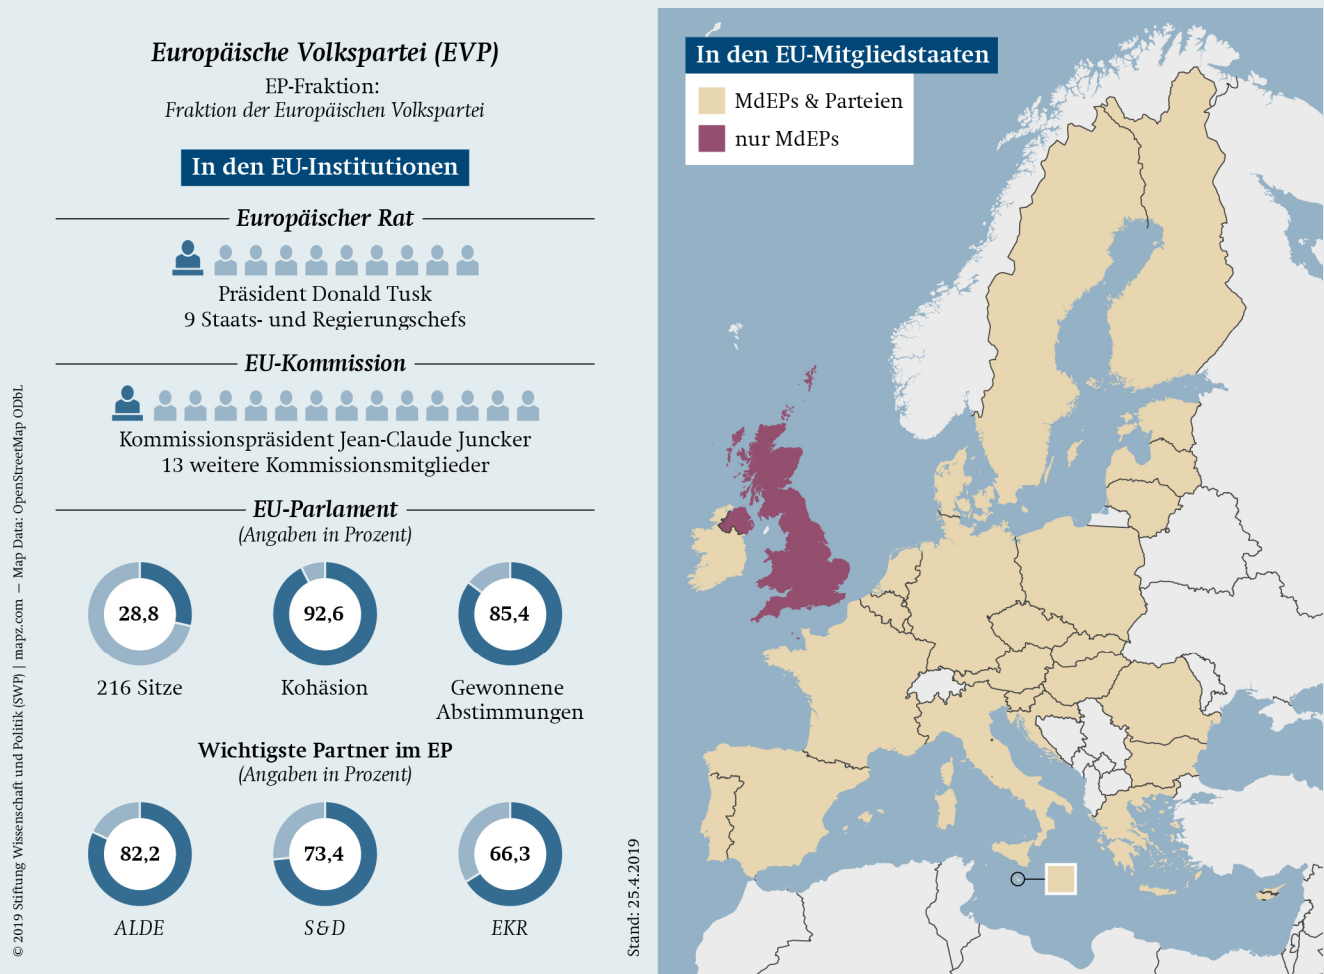 Europäische Volkspartei (EVP)
EP-Fraktion:
Fraktion der Europäischen Volkspartei
In den EU-Institutionen
Europäischer Rat
Präsident Donald Tusk
9 Staats- und Regierungschefs
EU-Kommission
Kommissionspräsident Jean-Claude Juncker
13 weitere Kommissionsmitglieder
EU-Parlament
(Angaben in Prozent)
28,8
92,6
85,4
216 Sitze
Kohäsion
Gewonnene
Abstimmungen
Wichtigste Partner im EP
(Angaben in Prozent)
82,2
73,4
66,3
ALDE
S&D
EKR
© 2019 Stiftung Wissenschaft und Politik (SWP) | mapz.com – Map Data: OpenStreetMap ODbL
Stand: 25.4.2019
In den EU-Mitgliedstaaten
MdEPs & Parteien
nur MdEPs